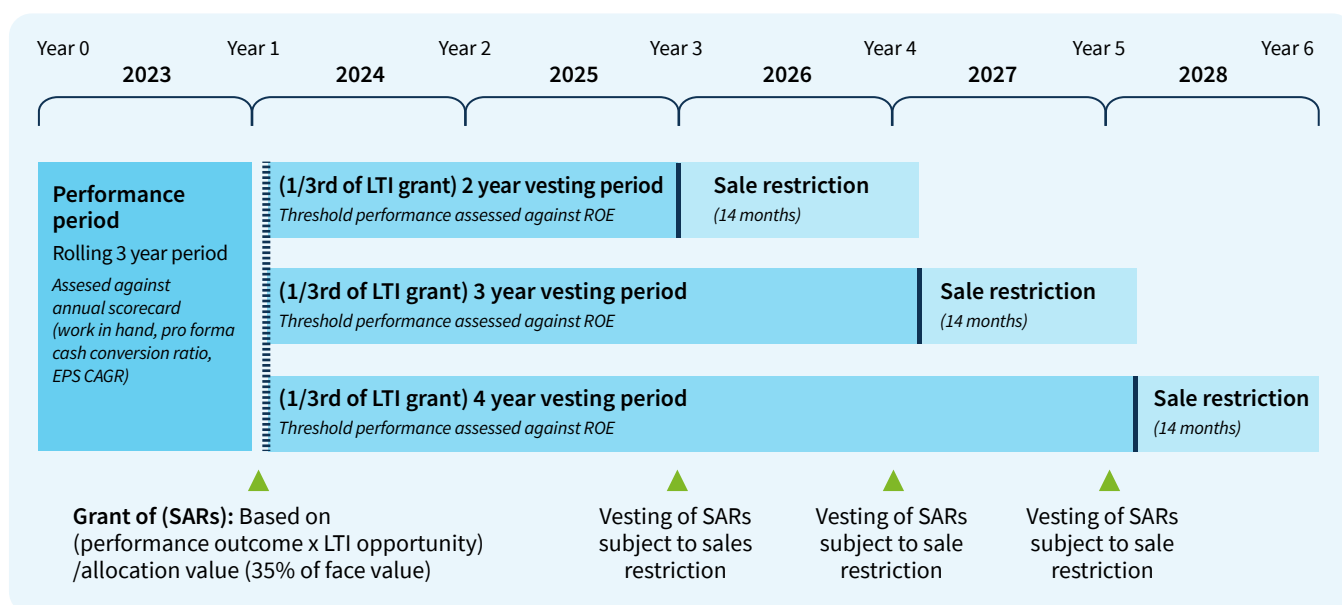 Year 0 Year 1 Year 2 Year 3 Year 4 Year 5 Year 6
2023 2024 2025 2026 2027 2028
Performance
period
Rolling 3 year period
Assesed against
annual scorecard
(work in hand, pro forma
cash conversion ratio,
EPS CAGR)
(1/3rd of LTI grant) 2 year vesting period
Threshold performance assessed against ROE
Sale restriction
(14 months)
(1/3rd of LTI grant) 3 year vesting period
Threshold performance assessed against ROE
Sale restriction
(14 months)
(1/3rd of LTI grant) 4 year vesting period
Threshold performance assessed against ROE
Sale restriction
(14 months)
Grant of (SARs): Based on
(performance outcome x LTI opportunity)
/allocation value (35% of face value)
Vesting of SARs
subject to sales
restriction
Vesting of SARs
subject to sale
restriction
Vesting of SARs
subject to sale
restriction